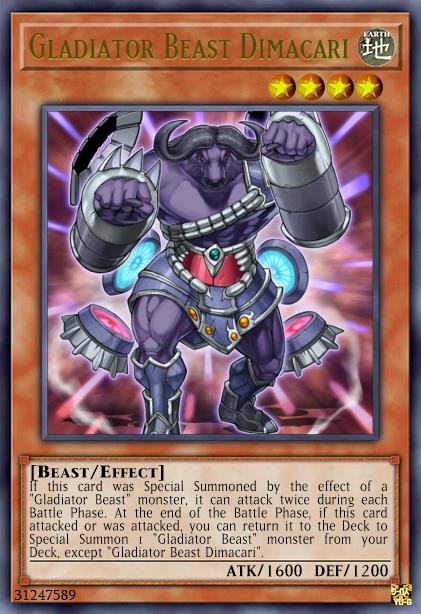 GLADIATOR BEAST DIMACARI
EARTH
地
[BEAST/EFFECT]
If this card was Special Summoned by the effect of a
"Gladiator Beast" monster, it can attack twice during each
Battle Phase. At the end of the Battle Phase, if this card
attacked or was attacked, you can return it to the Deck to
Special Summon 1 "Gladiator Beast" monster from your
Deck, except "Gladiator Beast Dimacari".
ATK/1600 DEF/1200
31247589